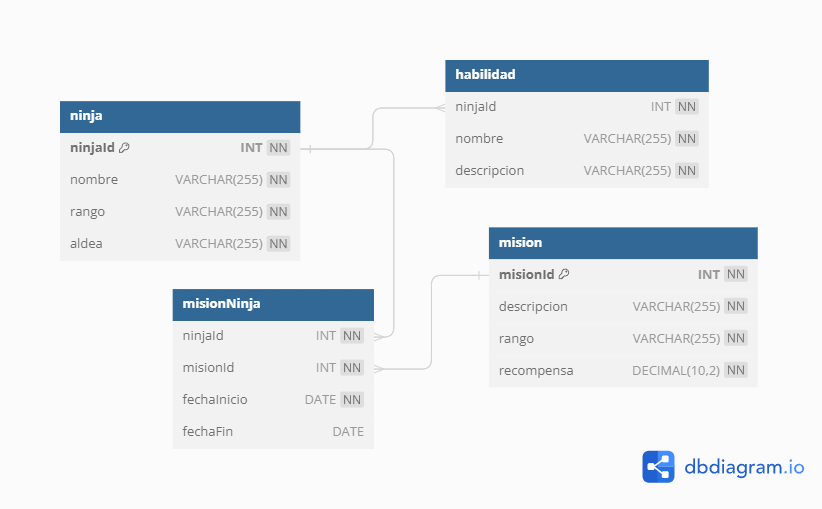 ninja
ninjaId INT NN
nombre VARCHAR(255) NN
rango VARCHAR(255) NN
aldea VARCHAR(255) NN
habilidad
ninjaId INT NN
nombre VARCHAR(255) NN
descripcion VARCHAR(255) NN
misionNinja
ninjaId INT NN
misionId INT NN
fechaInicio DATE NN
fechaFin DATE
mision
misionId INT NN
descripcion VARCHAR(255) NN
rango VARCHAR(255) NN
recompensa DECIMAL(10,2) NN
dbdiagram.io